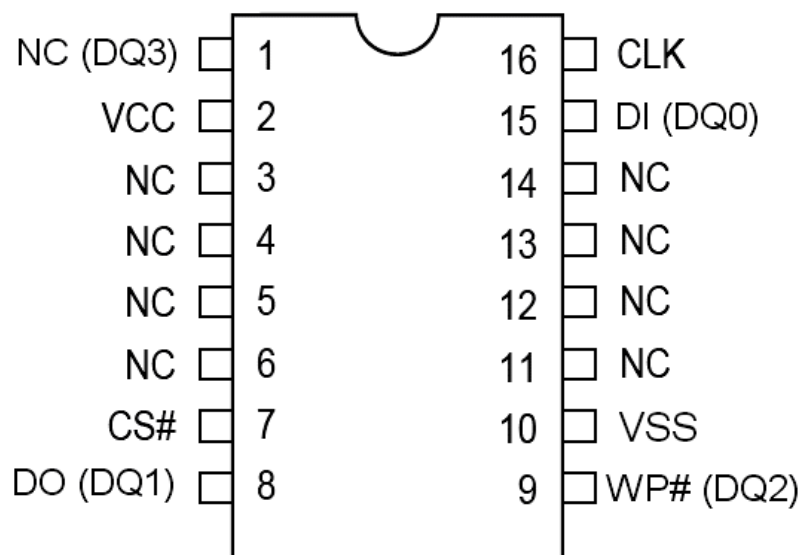 NC (DQ3) 1 16 CLK
VCC 2 15 DI (DQ0)
NC 3 14 NC
NC 4 13 NC
NC 5 12 NC
NC 6 11 NC
CS# 7 10 VSS
DO (DQ1) 8 9 WP# (DQ2)